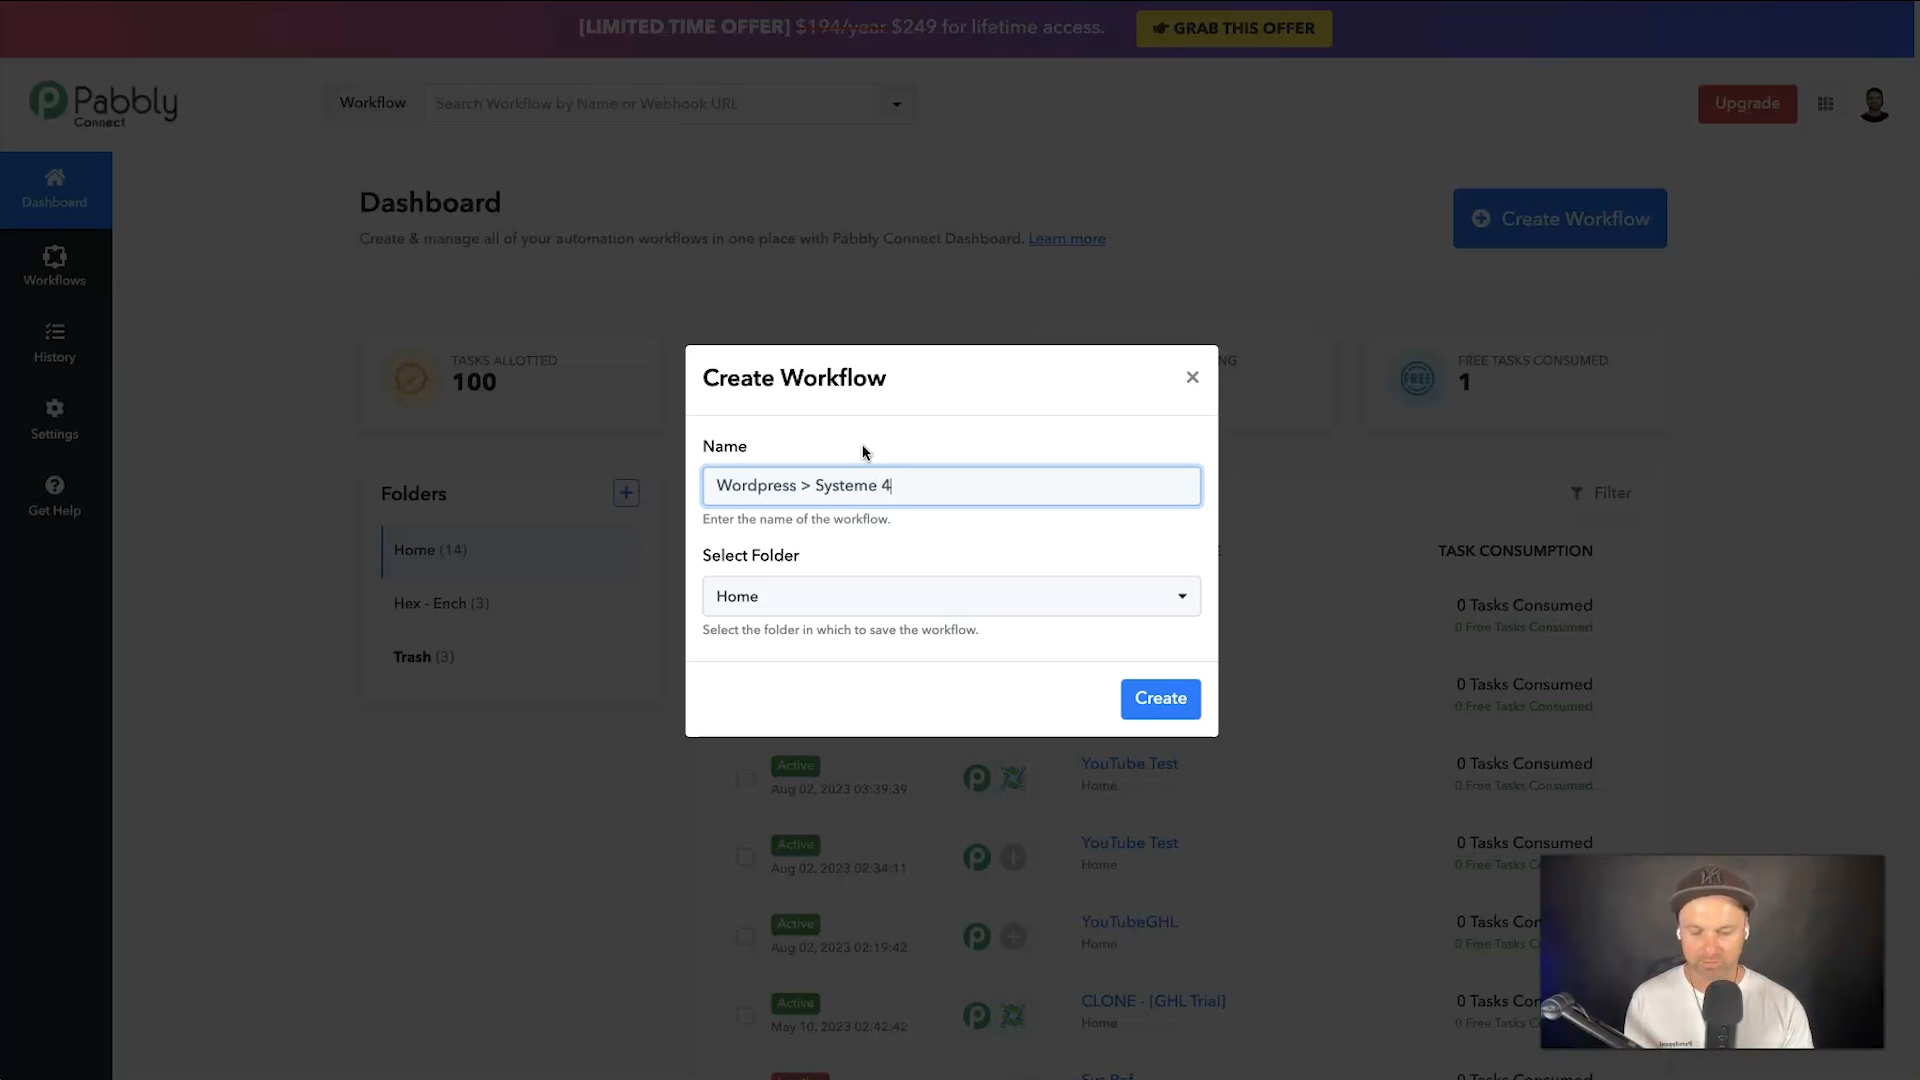 [LIMITED TIME OFFER] $194/year $249 for lifetime access.
GRAB THIS OFFER
Pabbly
Connect
Workflow
Search Workflow by Name or Webhook URL
Upgrade
Dashboard
Workflows
History
Settings
Get Help
Dashboard
Create & manage all of your automation workflows in one place with Pabbly Connect Dashboard. Learn more
Create Workflow
TASKS ALLOTTED
100
NG
FREE TASKS CONSUMED
1
FREE
Folders
Home (14)
Hex - Ench (3)
Trash (3)
Create Workflow
×
Name
Wordpress > Systeme 4
Enter the name of the workflow.
Select Folder
Home
Select the folder in which to save the workflow.
Create
Filter
TASK CONSUMPTION
0 Tasks Consumed
0 Free Tasks Consumed
0 Tasks Consumed
0 Free Tasks Consumed
Active
Aug 02, 2023 03:39:39
YouTube Test
Home
0 Tasks Consumed
0 Free Tasks Consumed
Active
Aug 02, 2023 02:34:11
YouTube Test
Home
0 Tasks Consumed
0 Free Tasks C
Active
Aug 02, 2023 02:19:42
YouTubeGHL
Home
0 Tasks Con
0 Free Tasks C
Active
May 10, 2023 02:42:42
CLONE - [GHL Trial]
Home
0 Tasks Con
0 Free Tasks C